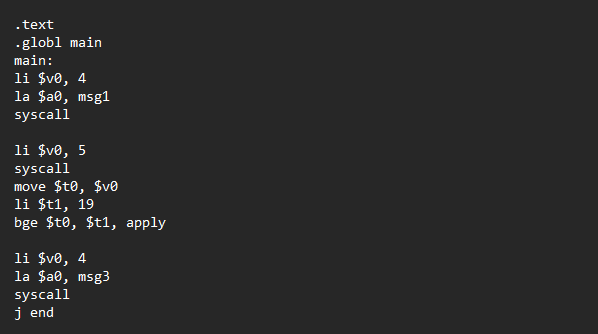 .text
.globl main
main:
li $v0, 4
la $a0, msg1
syscall

li $v0, 5
syscall
move $t0, $v0
li $t1, 19
bge $t0, $t1, apply

li $v0, 4
la $a0, msg3
syscall
j end